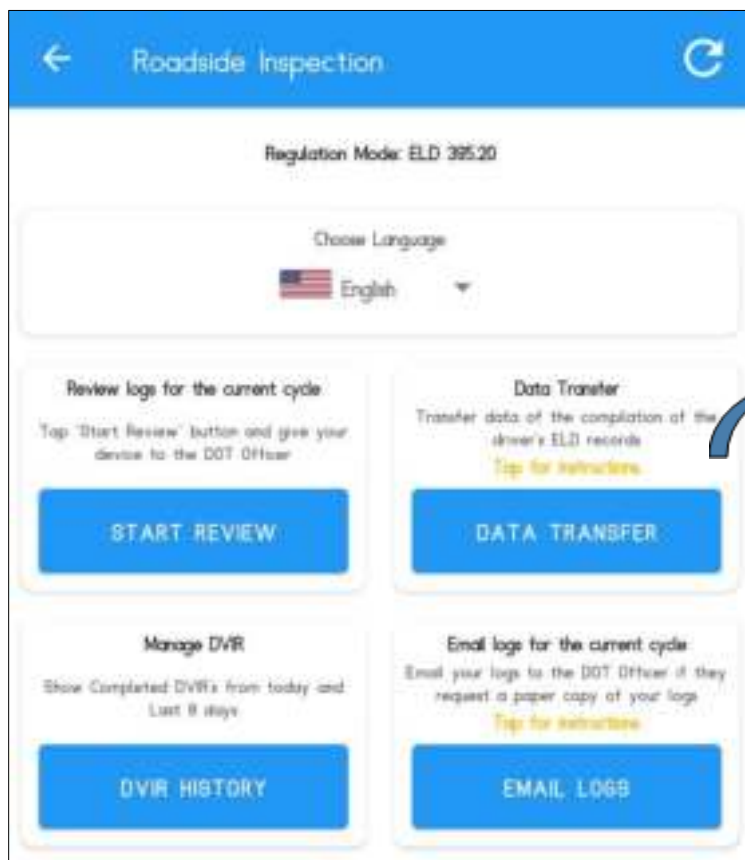 Roadside Inspection
Regulation Mode: ELD 395.20
Choose Language
English
Review logs for the current cycle
Tap "Start Review" button and give your
device to the DOT Officer
START REVIEW
Data Transfer
Transfer data of the compilation of the
driver's ELD records
Tap for instructions
DATA TRANSFER
Manage DVIR
Show Completed DVIR's from today and
Last 8 days
DVIR HISTORY
Email logs for the current cycle
Email your logs to the DOT Officer if they
request a paper copy of your logs
Tap for instructions
EMAIL LOGS